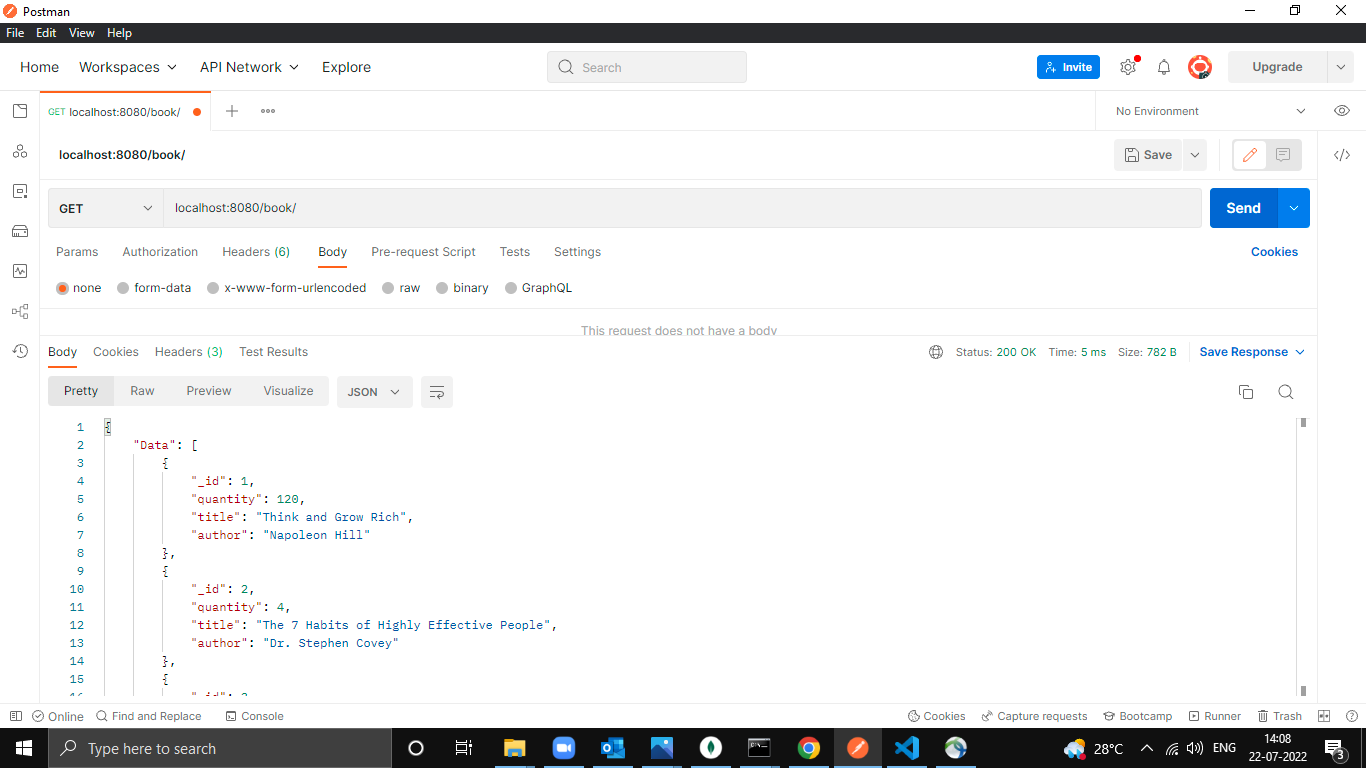 Postman
File Edit View Help
Home Workspaces API Network Explore Search Invite Upgrade
GET localhost:8080/book/ No Environment
localhost:8080/book/ Save
GET localhost:8080/book/ Send
Params Authorization Headers (6) Body Pre-request Script Tests Settings Cookies
none form-data x-www-form-urlencoded raw binary GraphQL
This request does not have a body
Body Cookies Headers (3) Test Results Status: 200 OK Time: 5 ms Size: 782 B Save Response
Pretty Raw Preview Visualize JSON
1 {
2 "Data": [
3 {
4 "_id": 1,
5 "quantity": 120,
6 "title": "Think and Grow Rich",
7 "author": "Napoleon Hill"
8 },
9 {
10 "_id": 2,
11 "quantity": 4,
12 "title": "The 7 Habits of Highly Effective People",
13 "author": "Dr. Stephen Covey"
14 },
15 {
16 "_id": 3
Online Find and Replace Console Cookies Capture requests Bootcamp Runner Trash
Type here to search 28°C ENG 14:08
22-07-2022 3